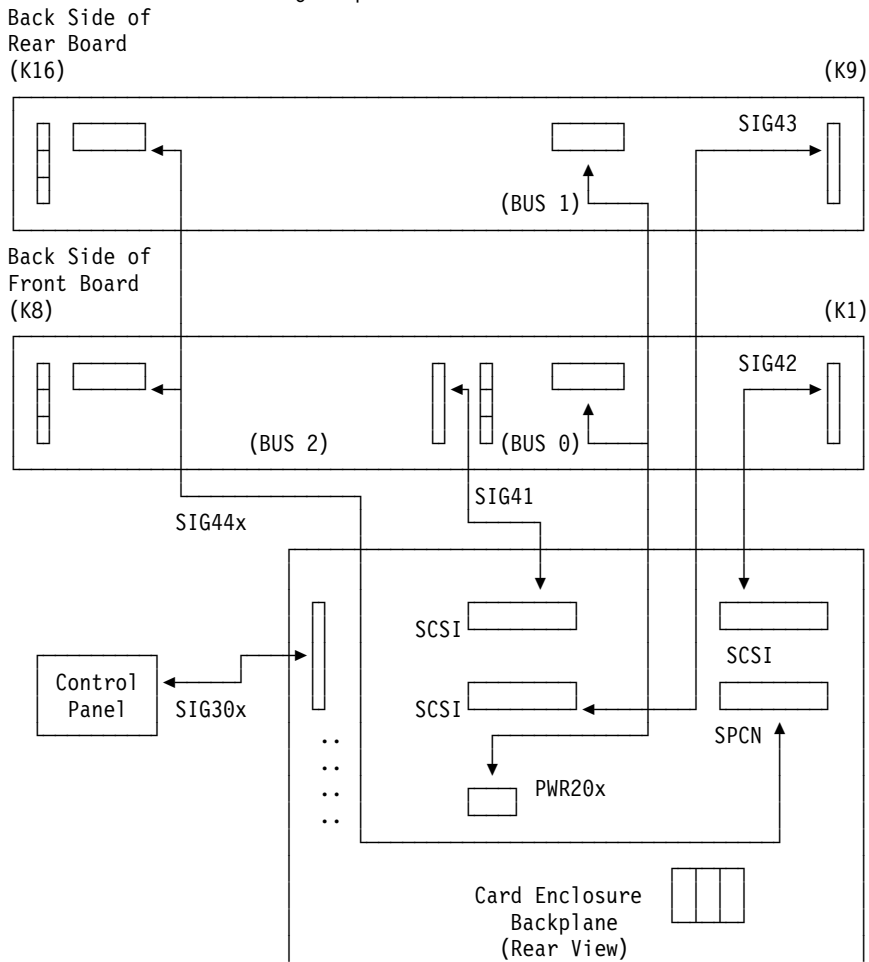 Back Side of
Rear Board
(K16) (K9)
SIG43
(BUS 1)
Back Side of
Front Board
(K8) (K1)
SIG42
(BUS 2) (BUS 0)
SIG41
SIG44x
SCSI
SCSI
Control
Panel
SIG30x
SCSI
SPCN
..
..
PWR20x
..
..
Card Enclosure
Backplane
(Rear View)